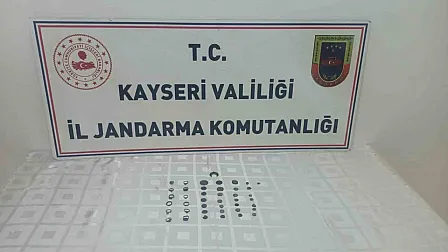 T.C.
KAYSERİ VALİLİĞİ
İL JANDARMA KOMUTANLIĞI